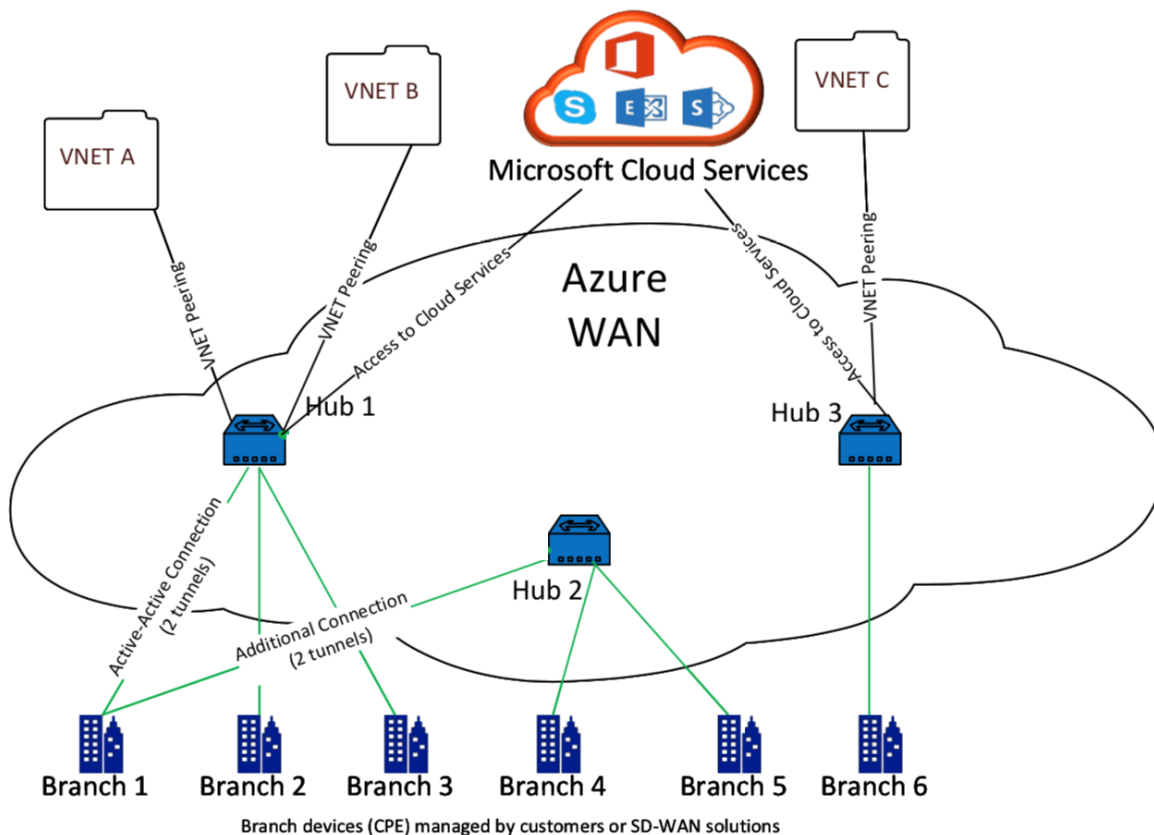 VNET A
VNET B
VNET C
E
S
S
Microsoft Cloud Services
VNET Peering
VNET Peering
Access to Cloud Services
Access to Cloud Services
VNET Peering
Azure
WAN
Hub 1
Hub 3
Hub 2
Active-Active Connection
(2 tunnels)
Additional Connection
(2 tunnels)
Branch 1
Branch 2
Branch 3
Branch 4
Branch 5
Branch 6
Branch devices (CPE) managed by customers or SD-WAN solutions